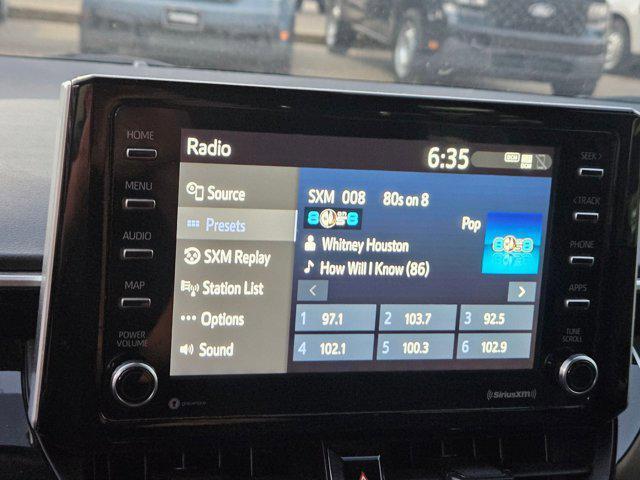 HOME
MENU
AUDIO
MAP
POWER
VOLUME
Radio
6:35
DCM
DCM
Source
Presets
SXM Replay
Station List
Options
Sound
SXM 008 80s on 8
Pop
Whitney Houston
How Will I Know (86)
1 97.1
2 103.7
3 92.5
4 102.1
5 100.3
6 102.9
SEEK >
< TRACK
PHONE
APPS
TUNE
SCROLL
((SiriusXM))